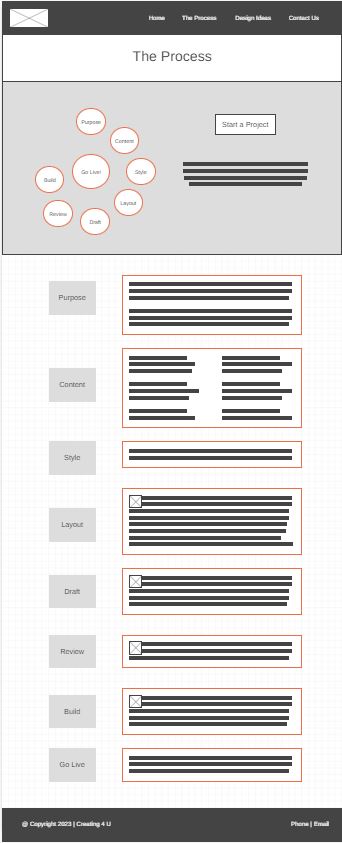 Home The Process Design Ideas Contact Us
The Process
Purpose
Content
Start a Project
Go Live!
Style
Build
Layout
Review
Draft
Purpose
Content
Style
Layout
Draft
Review
Build
Go Live
@ Copyright 2023 | Creating 4 U Phone | Email